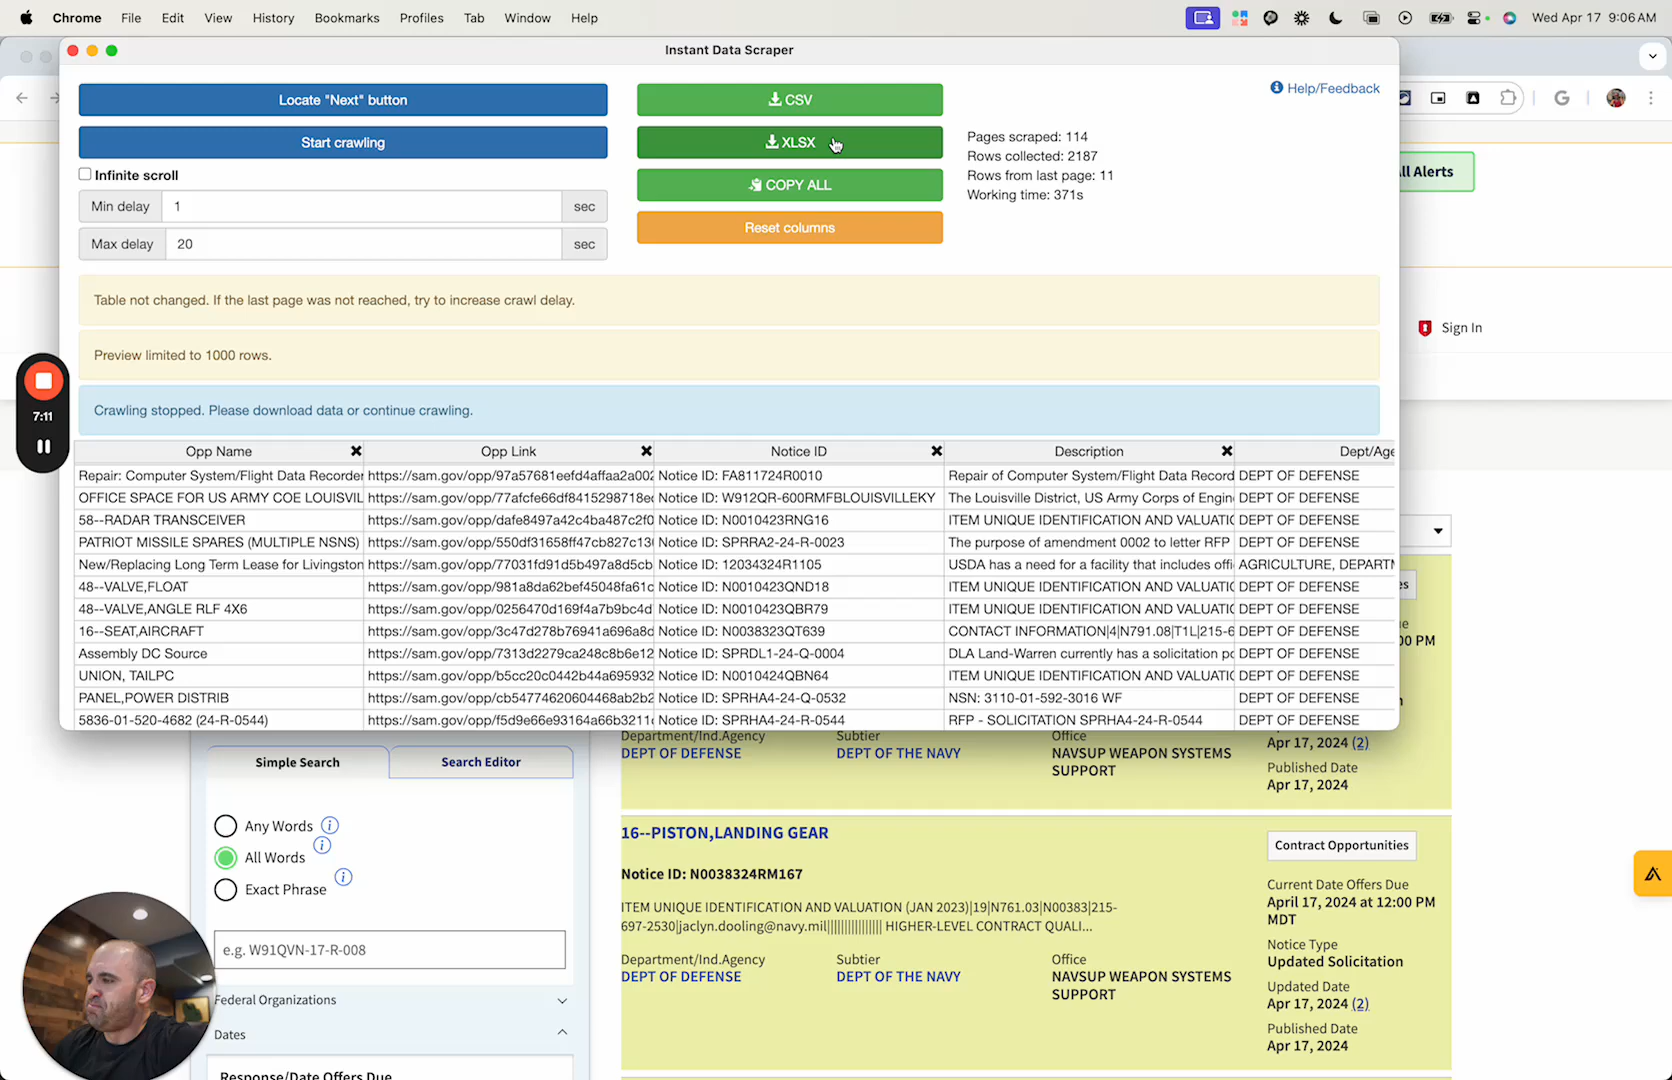 Chrome File Edit View History Bookmarks Profiles Tab Window Help
Wed Apr 17 9:06 AM
Instant Data Scraper
Locate "Next" button
CSV
Help/Feedback
Start crawling
XLSX
Pages scraped: 114
Rows collected: 2187
Rows from last page: 11
Working time: 371s
Infinite scroll
COPY ALL
Min delay 1 sec
Reset columns
Max delay 20 sec
All Alerts
Sign In
Table not changed. If the last page was not reached, try to increase crawl delay.
Preview limited to 1000 rows.
Crawling stopped. Please download data or continue crawling.
7:11
Opp Name Opp Link Notice ID Description Dept/Age
Repair: Computer System/Flight Data Recorder https://sam.gov/opp/97a57681eefd4affaa2a002 Notice ID: FA811724R0010 Repair of Computer System/Flight Data Record DEPT OF DEFENSE
OFFICE SPACE FOR US ARMY COE LOUISVIL https://sam.gov/opp/77afcfe66df8415298718e Notice ID: W912QR-600RMFBLOUISVILLEKY The Louisville District, US Army Corps of Engin DEPT OF DEFENSE
58--RADAR TRANSCEIVER https://sam.gov/opp/dafe8497a42c4ba487c2f0 Notice ID: N0010423RNG16 ITEM UNIQUE IDENTIFICATION AND VALUATIO DEPT OF DEFENSE
PATRIOT MISSILE SPARES (MULTIPLE NSNS) https://sam.gov/opp/550df31658ff47cb827c13 Notice ID: SPRRA2-24-R-0023 The purpose of amendment 0002 to letter RFP DEPT OF DEFENSE
New/Replacing Long Term Lease for Livingston https://sam.gov/opp/77031fd91d5b497a8d5cb Notice ID: 12034324R1105 USDA has a need for a facility that includes offi AGRICULTURE, DEPARTM
48--VALVE,FLOAT https://sam.gov/opp/981a8da62bef45048fa61c Notice ID: N0010423QND18 ITEM UNIQUE IDENTIFICATION AND VALUATIO DEPT OF DEFENSE
48--VALVE,ANGLE RLF 4X6 https://sam.gov/opp/0256470d169f4a7b9bc4d Notice ID: N0010423QBR79 ITEM UNIQUE IDENTIFICATION AND VALUATIO DEPT OF DEFENSE
16--SEAT,AIRCRAFT https://sam.gov/opp/3c47d278b76941a696a8d Notice ID: N0038323QT639 CONTACT INFORMATION|4|N791.08|T1L|215-6 DEPT OF DEFENSE
Assembly DC Source https://sam.gov/opp/7313d2279ca248c8b6e12 Notice ID: SPRDL1-24-Q-0004 DLA Land-Warren currently has a solicitation po DEPT OF DEFENSE
UNION, TAILPC https://sam.gov/opp/b5cc20c0442b44a695932 Notice ID: N0010424QBN64 ITEM UNIQUE IDENTIFICATION AND VALUATIO DEPT OF DEFENSE
PANEL,POWER DISTRIB https://sam.gov/opp/cb54774620604468ab2b2 Notice ID: SPRHA4-24-Q-0532 NSN: 3110-01-592-3016 WF DEPT OF DEFENSE
5836-01-520-4682 (24-R-0544) https://sam.gov/opp/f5d9e66e93164a66b3211 Notice ID: SPRHA4-24-R-0544 RFP - SOLICITATION SPRHA4-24-R-0544 DEPT OF DEFENSE
00 PM
Department/Ind.Agency Subtier Office
DEPT OF DEFENSE DEPT OF THE NAVY NAVSUP WEAPON SYSTEMS
SUPPORT
Apr 17, 2024 (2)
Published Date
Apr 17, 2024
Simple Search Search Editor
Any Words
All Words
Exact Phrase
e.g. W91QVN-17-R-008
Federal Organizations
Dates
Response/Date Offers Due
16--PISTON,LANDING GEAR
Contract Opportunities
Notice ID: N0038324RM167
ITEM UNIQUE IDENTIFICATION AND VALUATION (JAN 2023)|19|N761.03|N00383|215-
697-2530|jaclyn.dooling@navy.mil|||||||||||||||| HIGHER-LEVEL CONTRACT QUALI...
Department/Ind.Agency Subtier Office
DEPT OF DEFENSE DEPT OF THE NAVY NAVSUP WEAPON SYSTEMS
SUPPORT
Current Date Offers Due
April 17, 2024 at 12:00 PM
MDT
Notice Type
Updated Solicitation
Updated Date
Apr 17, 2024 (2)
Published Date
Apr 17, 2024